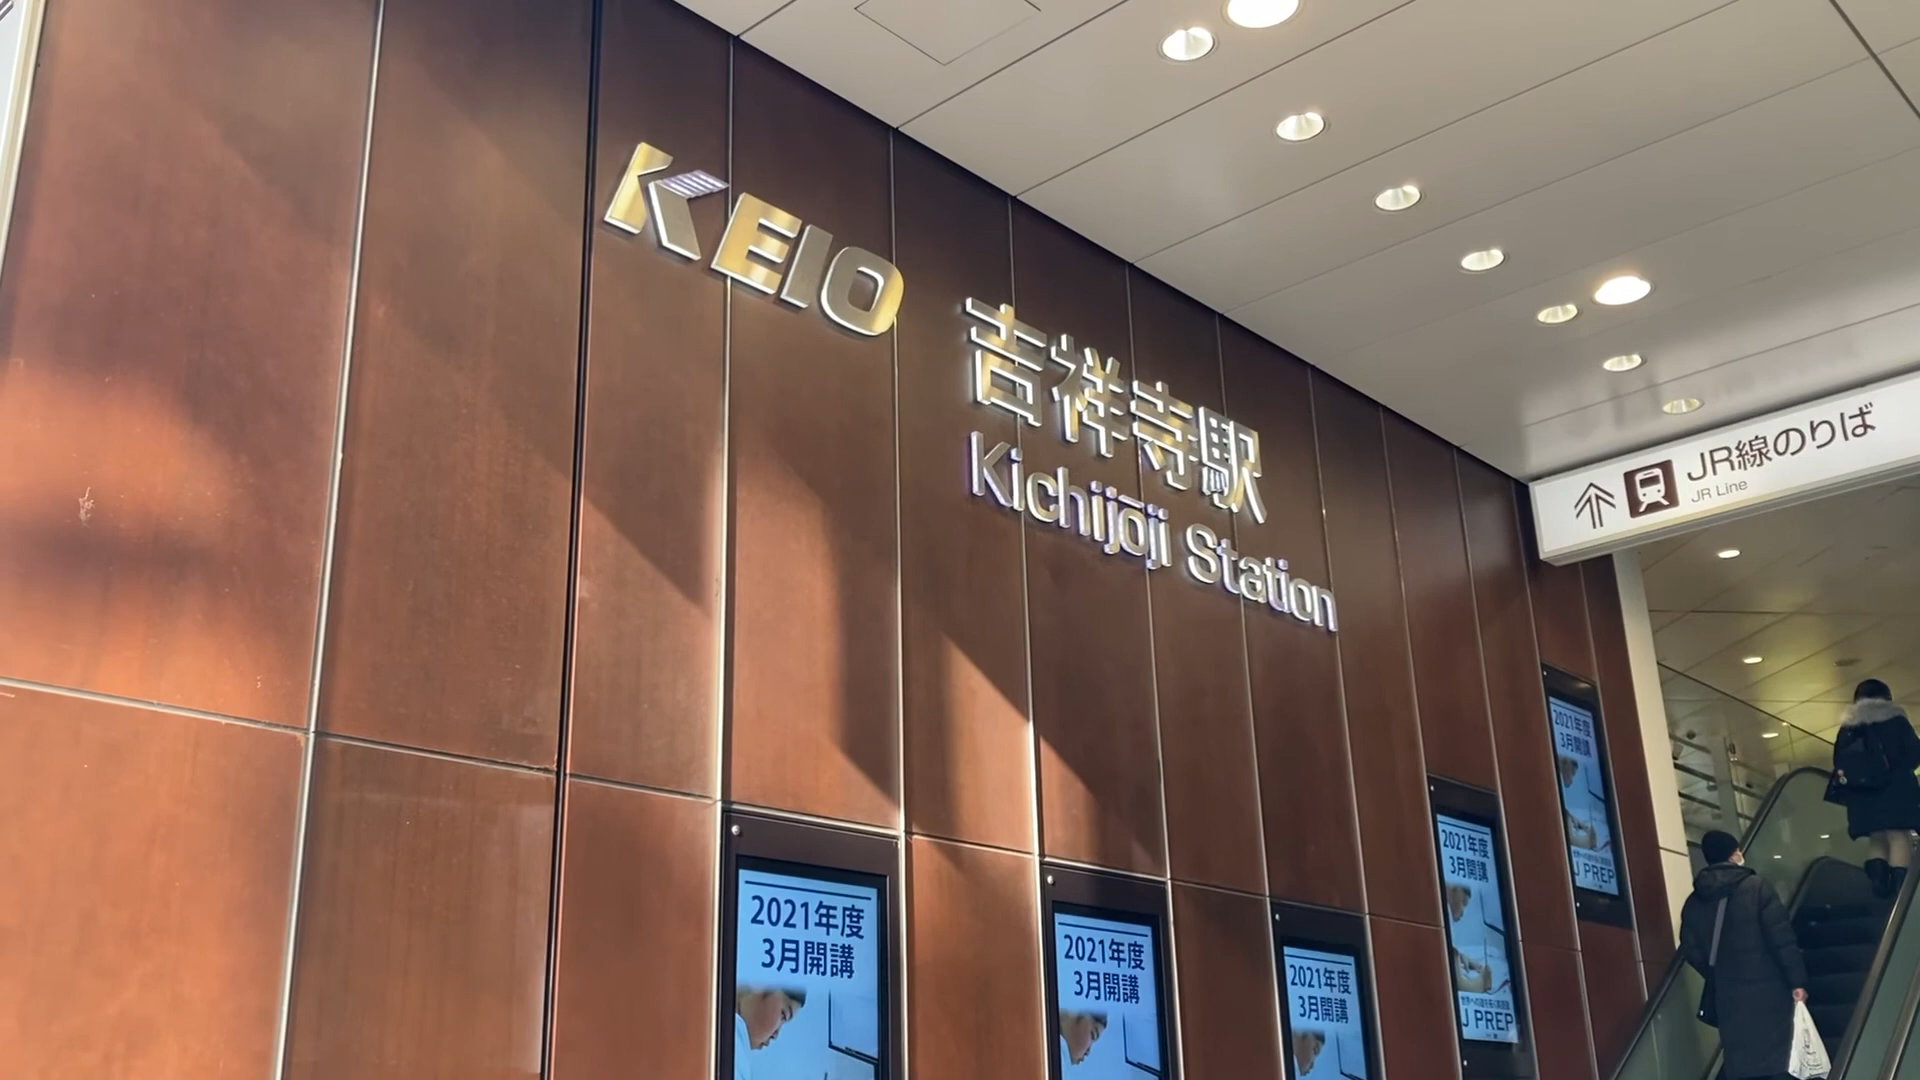 KEIO
吉祥寺駅
Kichijōji Station
JR線のりば
JR Line
2021年度
3月開講
2021年度
3月開講
2021年度
3月開講
2021年度
3月開講
J PREP
2021年度
3月開講
J PREP